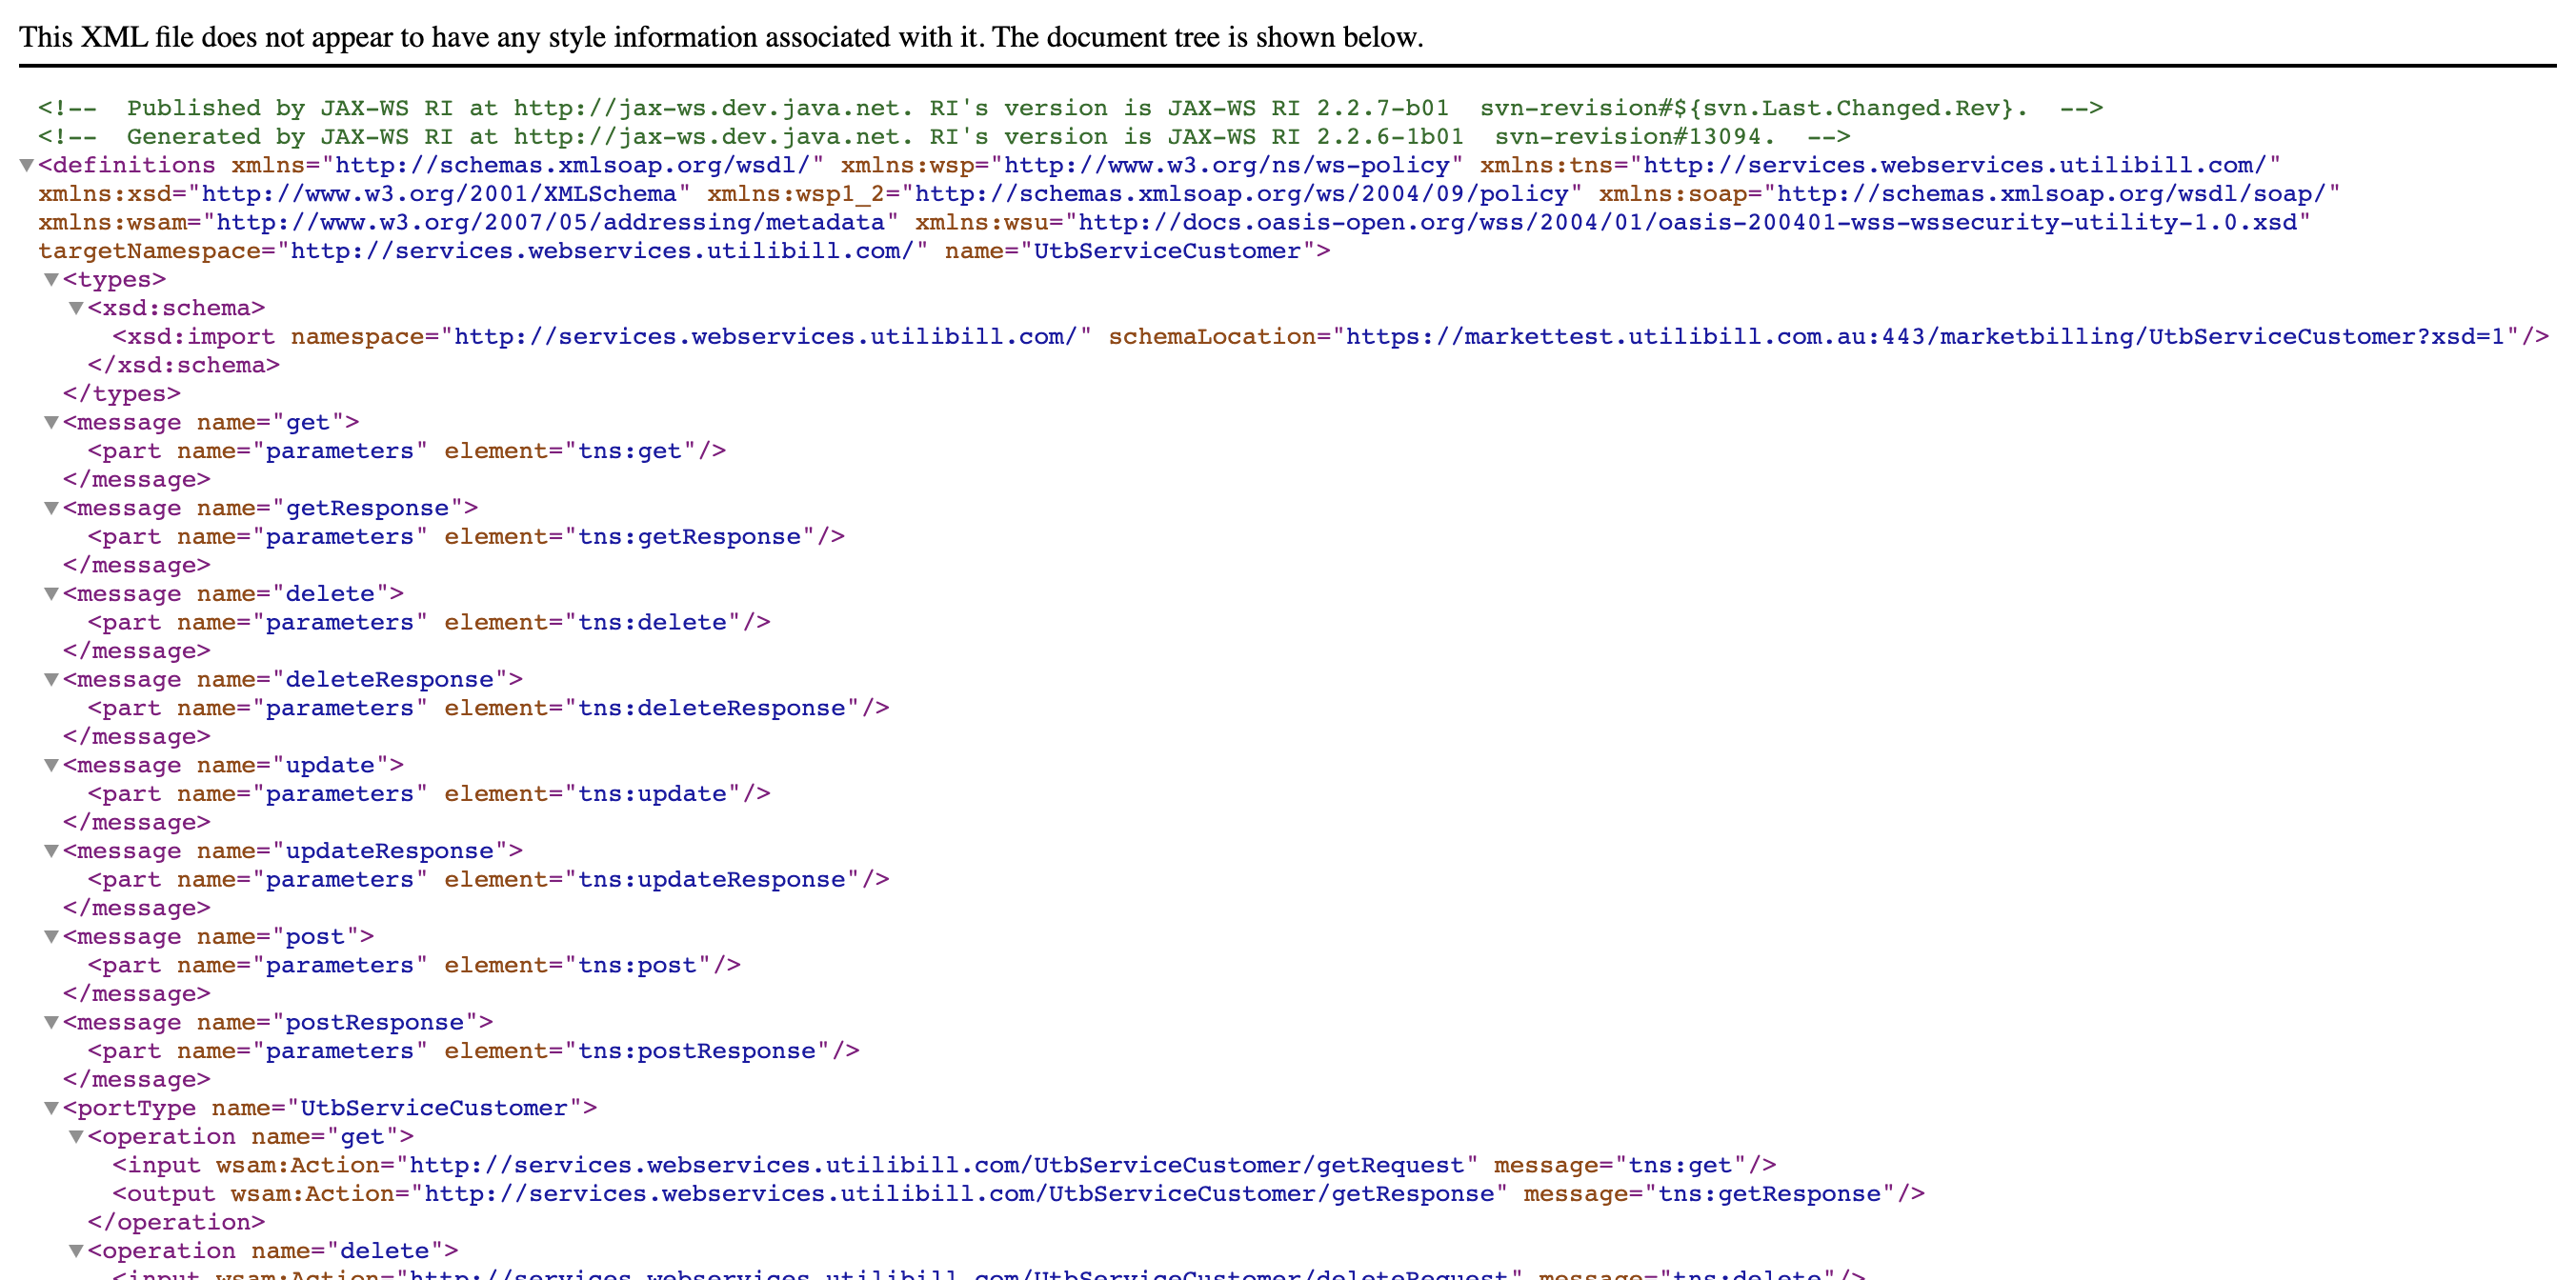 This XML file does not appear to have any style information associated with it. The document tree is shown below.
<!--  Published by JAX-WS RI at http://jax-ws.dev.java.net. RI's version is JAX-WS RI 2.2.7-b01  svn-revision#${svn.Last.Changed.Rev}.  -->
<!--  Generated by JAX-WS RI at http://jax-ws.dev.java.net. RI's version is JAX-WS RI 2.2.6-1b01  svn-revision#13094.  -->
▼<definitions xmlns="http://schemas.xmlsoap.org/wsdl/" xmlns:wsp="http://www.w3.org/ns/ws-policy" xmlns:tns="http://services.webservices.utilibill.com/"
xmlns:xsd="http://www.w3.org/2001/XMLSchema" xmlns:wsp1_2="http://schemas.xmlsoap.org/ws/2004/09/policy" xmlns:soap="http://schemas.xmlsoap.org/wsdl/soap/"
xmlns:wsam="http://www.w3.org/2007/05/addressing/metadata" xmlns:wsu="http://docs.oasis-open.org/wss/2004/01/oasis-200401-wss-wssecurity-utility-1.0.xsd"
targetNamespace="http://services.webservices.utilibill.com/" name="UtbServiceCustomer">
▼<types>
▼<xsd:schema>
<xsd:import namespace="http://services.webservices.utilibill.com/" schemaLocation="https://markettest.utilibill.com.au:443/marketbilling/UtbServiceCustomer?xsd=1"/>
</xsd:schema>
</types>
▼<message name="get">
<part name="parameters" element="tns:get"/>
</message>
▼<message name="getResponse">
<part name="parameters" element="tns:getResponse"/>
</message>
▼<message name="delete">
<part name="parameters" element="tns:delete"/>
</message>
▼<message name="deleteResponse">
<part name="parameters" element="tns:deleteResponse"/>
</message>
▼<message name="update">
<part name="parameters" element="tns:update"/>
</message>
▼<message name="updateResponse">
<part name="parameters" element="tns:updateResponse"/>
</message>
▼<message name="post">
<part name="parameters" element="tns:post"/>
</message>
▼<message name="postResponse">
<part name="parameters" element="tns:postResponse"/>
</message>
▼<portType name="UtbServiceCustomer">
▼<operation name="get">
<input wsam:Action="http://services.webservices.utilibill.com/UtbServiceCustomer/getRequest" message="tns:get"/>
<output wsam:Action="http://services.webservices.utilibill.com/UtbServiceCustomer/getResponse" message="tns:getResponse"/>
</operation>
▼<operation name="delete">
<input wsam:Action="http://services.webservices.utilibill.com/UtbServiceCustomer/deleteRequest" message="tns:delete"/>